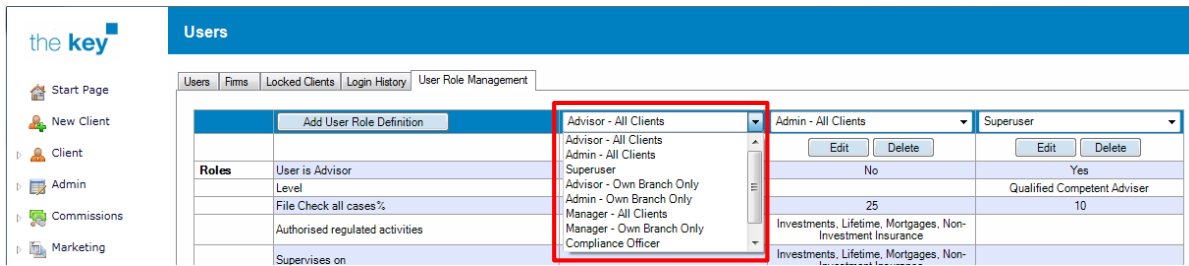 the key
Users
Start Page
New Client
Client
Admin
Commissions
Marketing
Users Firms Locked Clients Login History User Role Management
Add User Role Definition Advisor - All Clients Admin - All Clients Superuser
Advisor - All Clients
Admin - All Clients
Superuser
Advisor - Own Branch Only
Admin - Own Branch Only
Manager - All Clients
Manager - Own Branch Only
Compliance Officer
Edit Delete Edit Delete
Roles User is Advisor No Yes
Level Qualified Competent Adviser
File Check all cases% 25 10
Authorised regulated activities Investments, Lifetime, Mortgages, Non-
Investment Insurance
Supervises on Investments, Lifetime, Mortgages, Non-
Investment Insurance